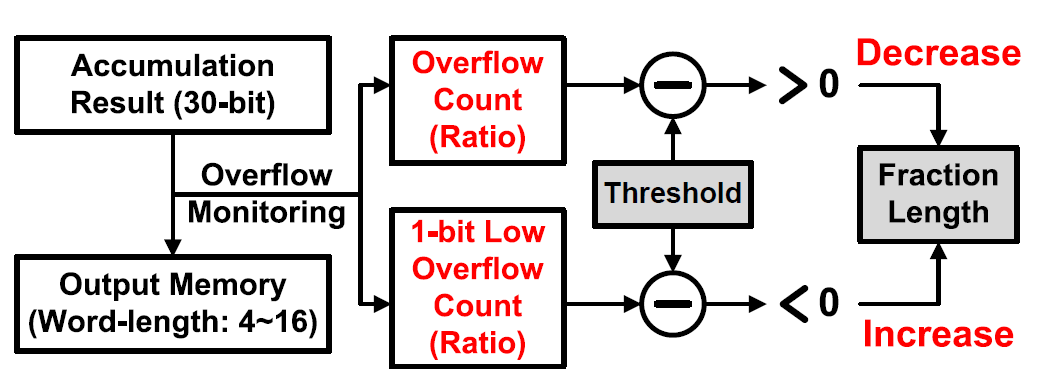 Accumulation
Result (30-bit)
Overflow
Monitoring
Output Memory
(Word-length: 4~16)
Overflow
Count
(Ratio)
1-bit Low
Overflow
Count
(Ratio)
Threshold
−
−
> 0
< 0
Decrease
Fraction
Length
Increase